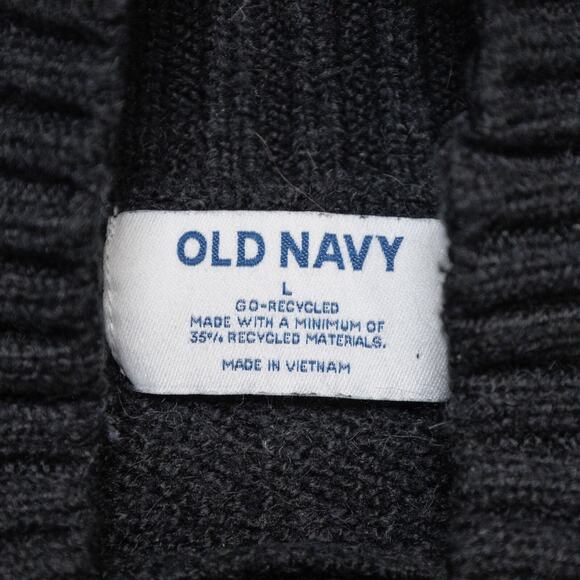 OLD NAVY
L
GO-RECYCLED
MADE WITH A MINIMUM OF
35% RECYCLED MATERIALS.
MADE IN VIETNAM